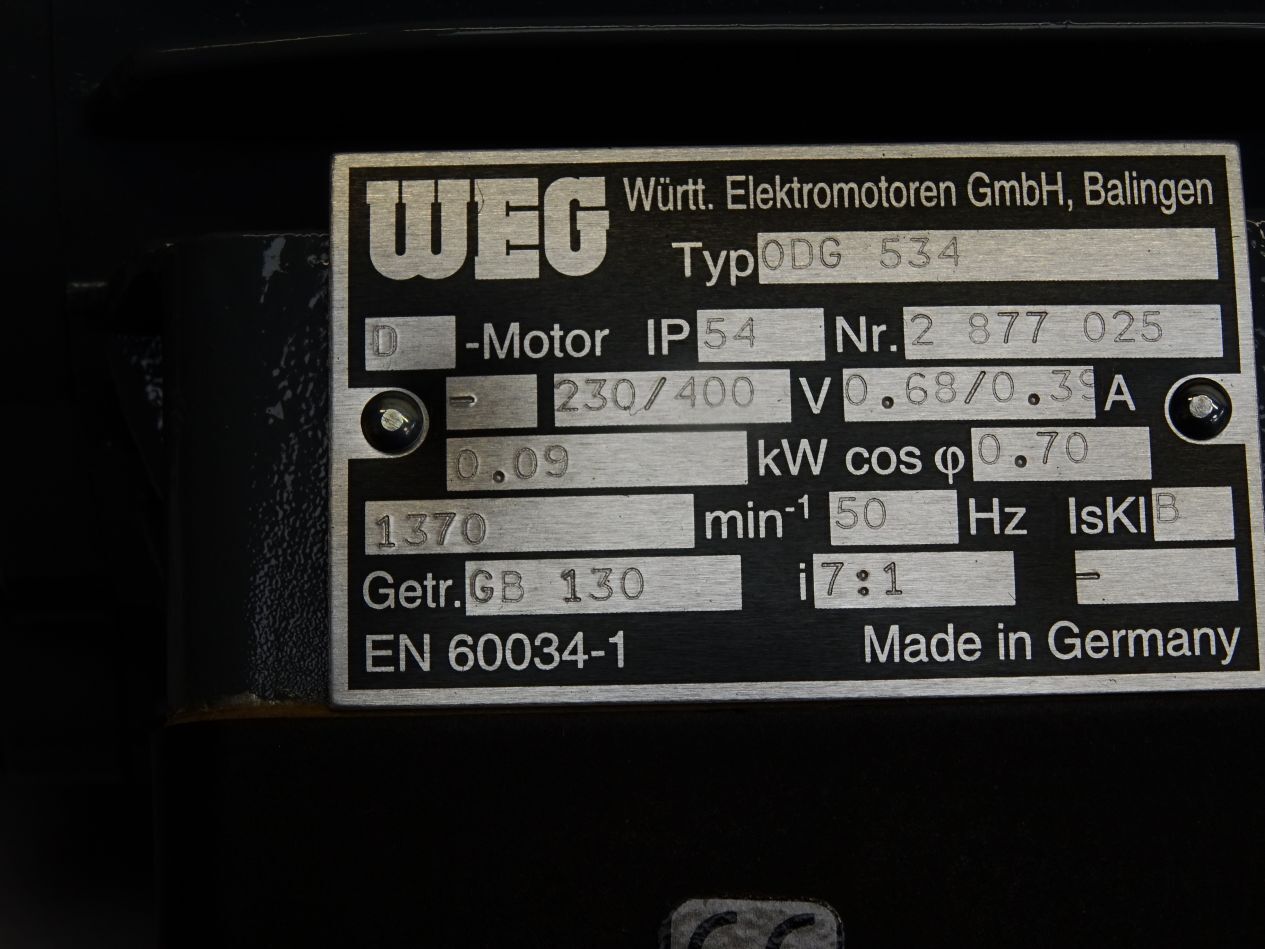 WEG Württ. Elektromotoren GmbH, Balingen
Typ ODG 534
D -Motor IP 54 Nr. 2 877 025
- 230/400 V 0.68/0.39 A
0.09 kW cos φ 0.70
1370 min⁻¹ 50 Hz IsKl B
Getr. GB 130 i 7:1 -
EN 60034-1 Made in Germany